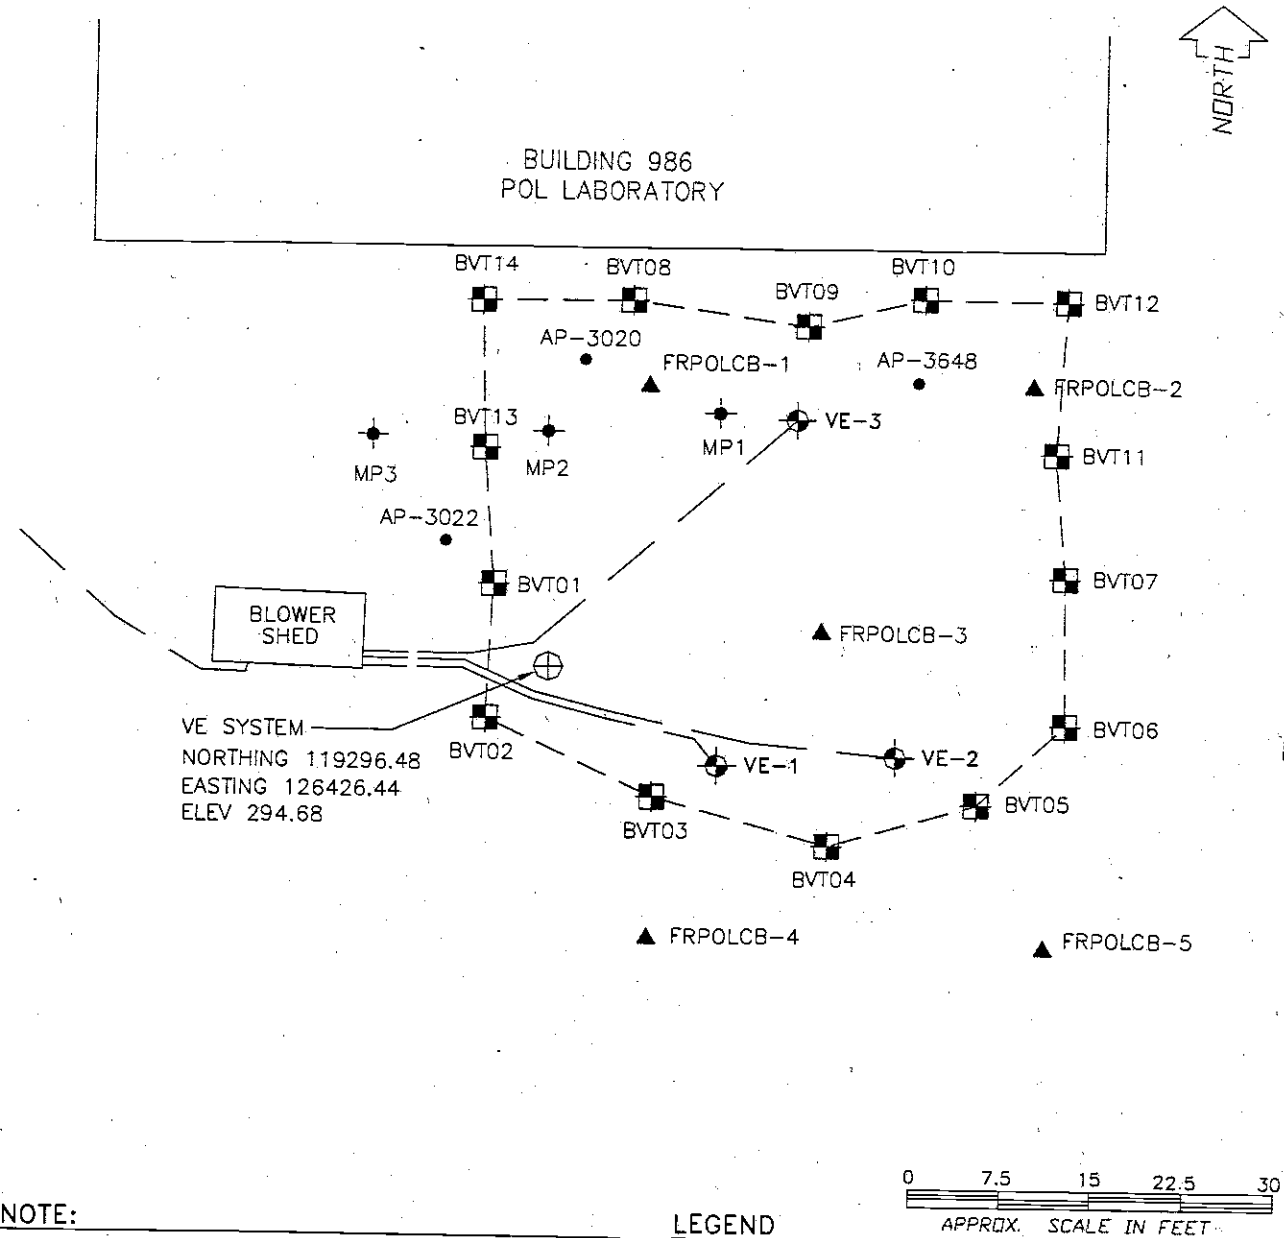 NORTH
BUILDING 986
POL LABORATORY
BVT14
BVT08
BVT09
BVT10
BVT12
AP-3020
FRPOLCB-1
AP-3648
FRPOLCB-2
BVT13
MP3
MP2
MP1
VE-3
BVT11
AP-3022
BVT01
BVT07
BLOWER
SHED
FRPOLCB-3
VE SYSTEM
NORTHING 119296.48
EASTING 126426.44
ELEV 294.68
BVT02
VE-1
VE-2
BVT06
BVT03
BVT05
BVT04
FRPOLCB-4
FRPOLCB-5
0 7.5 15 22.5 30
APPROX. SCALE IN FEET
NOTE:
LEGEND